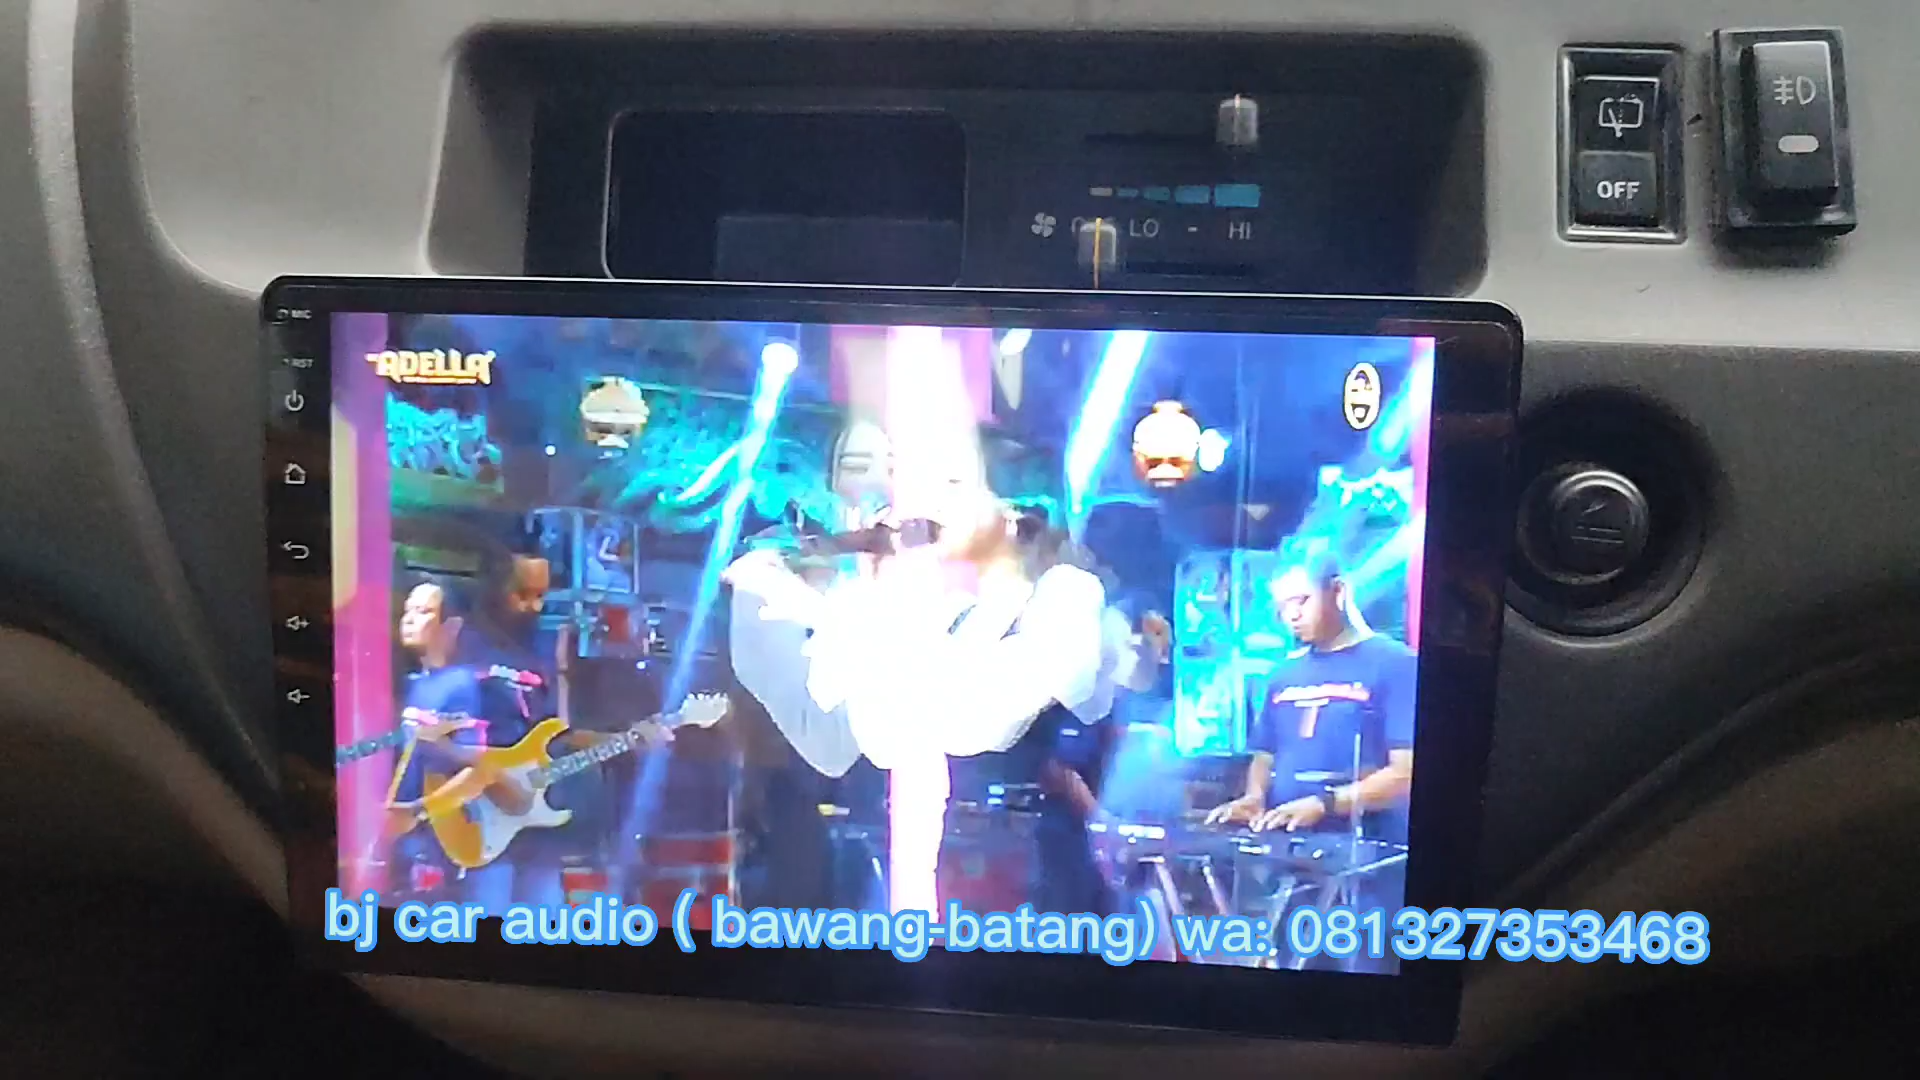 OFF
LO - HI
MIC
RST
ADELLA
bj car audio ( bawang-batang) wa: 081327353468